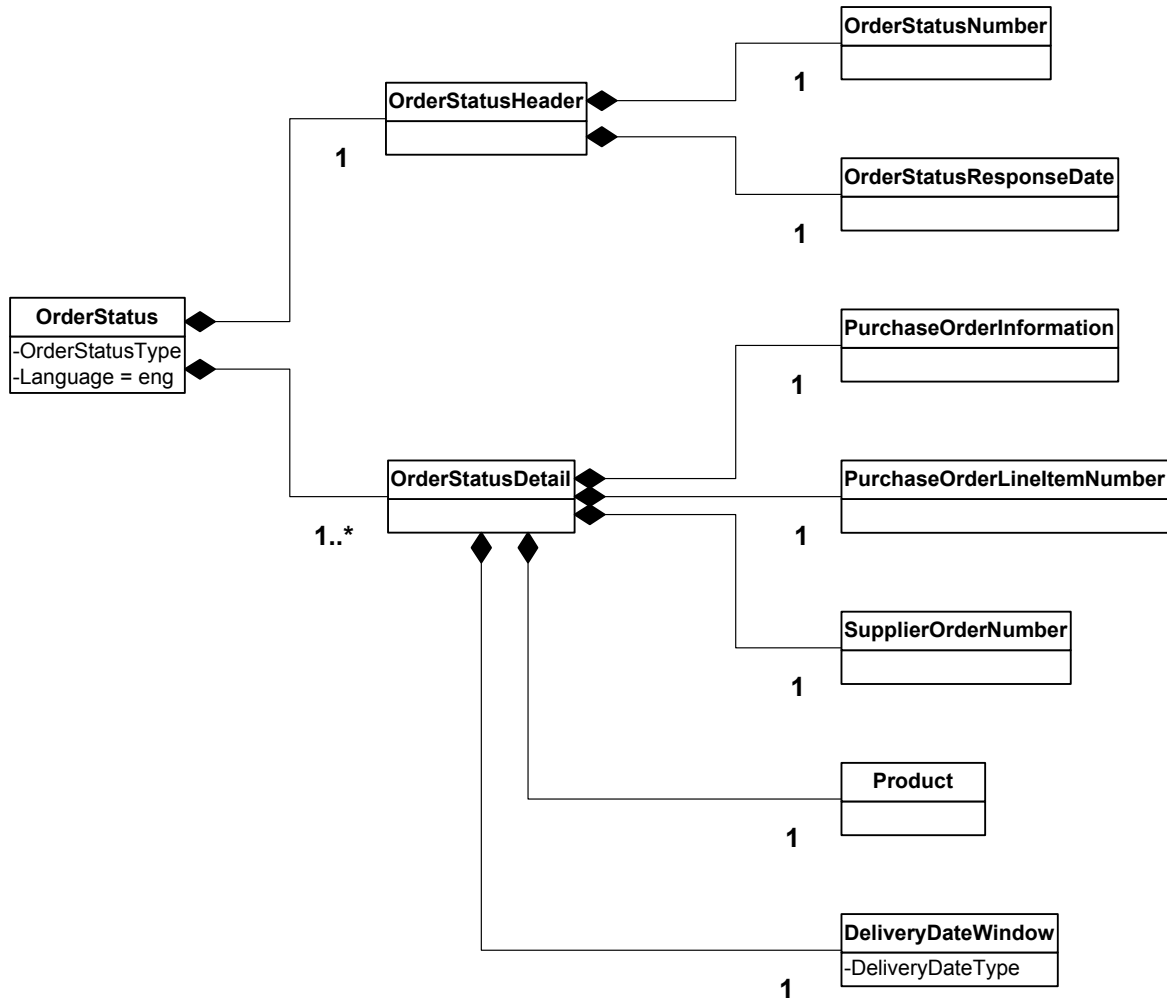 OrderStatusNumber
1
OrderStatusHeader
1
OrderStatusResponseDate
1
OrderStatus
-OrderStatusType
-Language = eng
PurchaseOrderInformation
1
OrderStatusDetail
1..*
PurchaseOrderLineItemNumber
1
SupplierOrderNumber
1
Product
1
DeliveryDateWindow
-DeliveryDateType
1